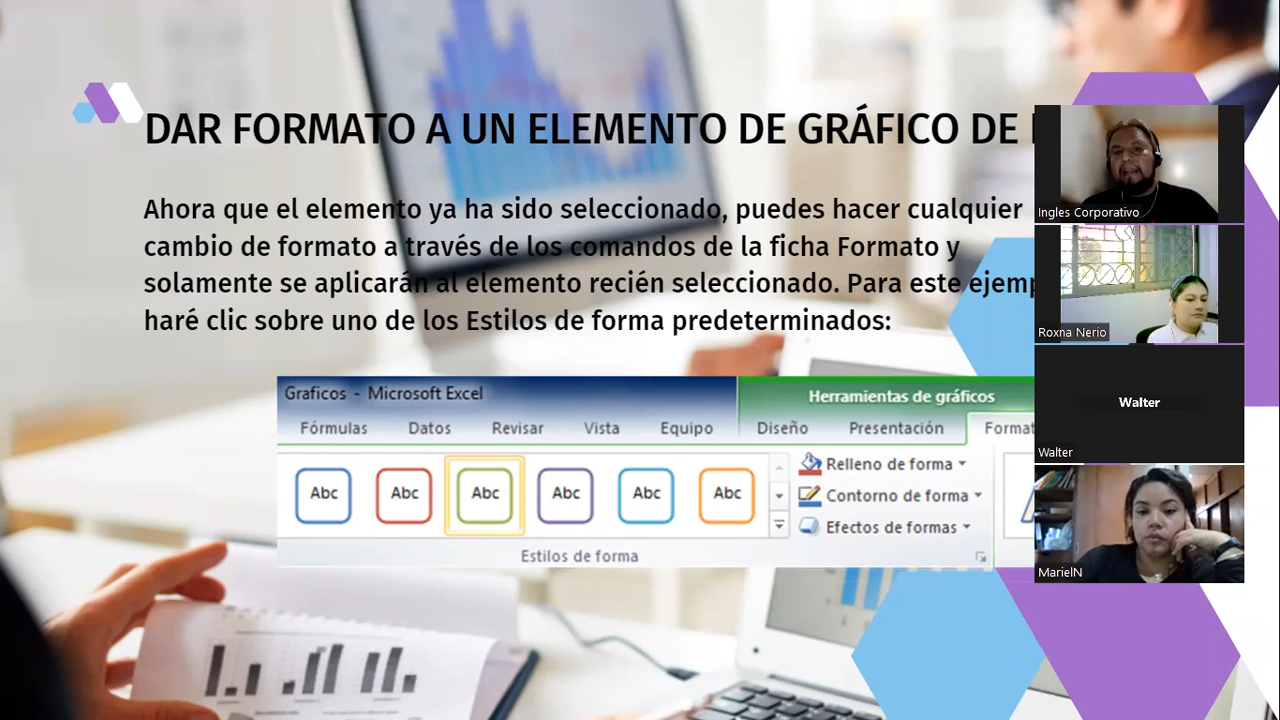 DAR FORMATO A UN ELEMENTO DE GRÁFICO DE
Ahora que el elemento ya ha sido seleccionado, puedes hacer cualquier
cambio de formato a través de los comandos de la ficha Formato y
solamente se aplicarán al elemento recién seleccionado. Para este
haré clic sobre uno de los Estilos de forma predeterminados:
Graficos - Microsoft Excel
Herramientas de gráficos
Fórmulas Datos Revisar Vista Equipo Diseño Presentación
Abc Abc Abc Abc Abc Abc
Relleno de forma
Contorno de forma
Efectos de formas
Estilos de forma
Ingles Corporativo
Roxna Nerio
Walter
Walter
MarielN